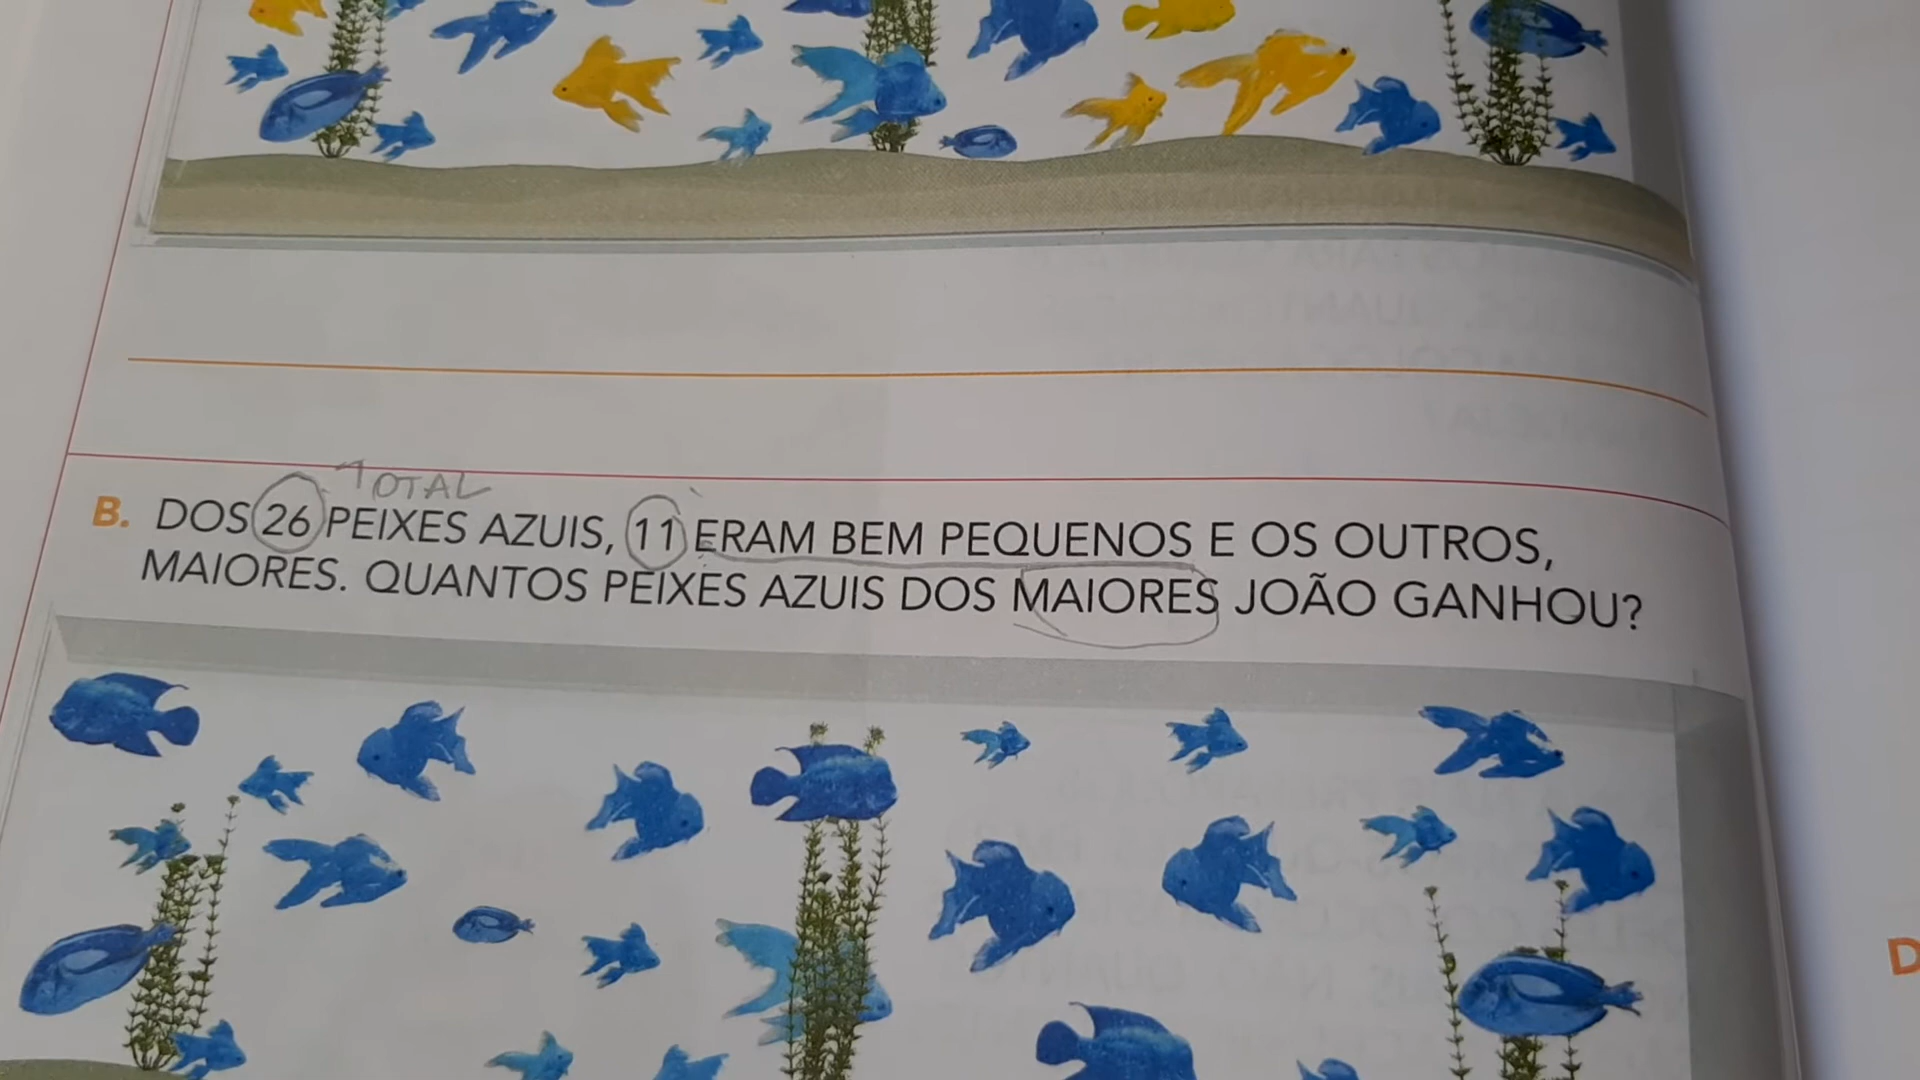 TOTAL
B. DOS 26 PEIXES AZUIS, 11 ERAM BEM PEQUENOS E OS OUTROS,
MAIORES. QUANTOS PEIXES AZUIS DOS MAIORES JOÃO GANHOU?
D